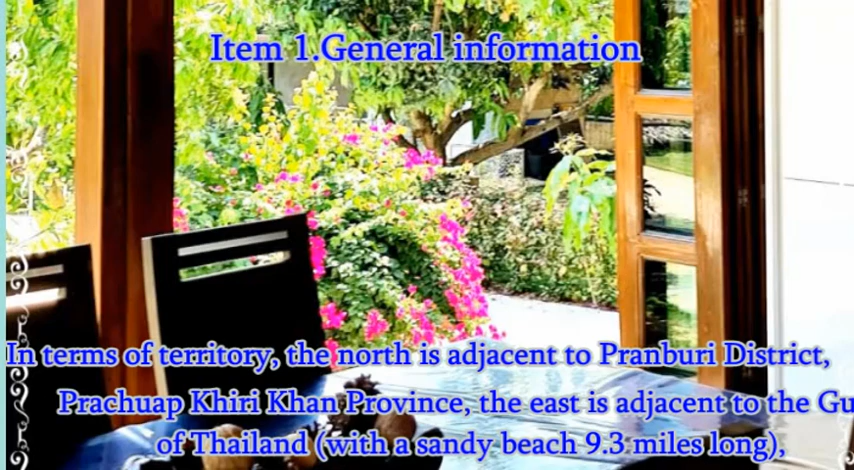 Item 1.General information
In terms of territory, the north is adjacent to Pranburi District,
Prachuap Khiri Khan Province, the east is adjacent to the Gu
of Thailand (with a sandy beach 9.3 miles long),